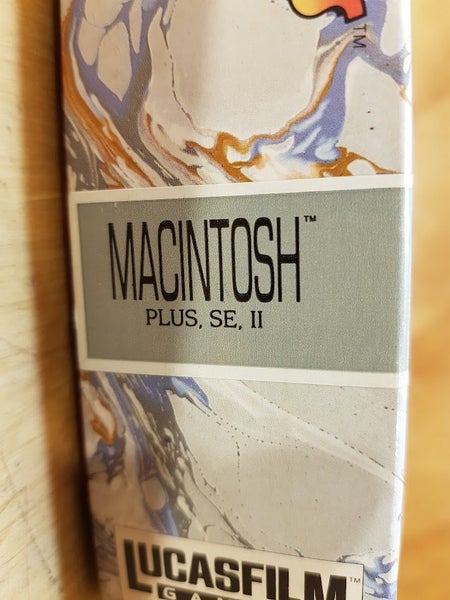 ™
MACINTOSH™
PLUS, SE, II
LUCASFILM™